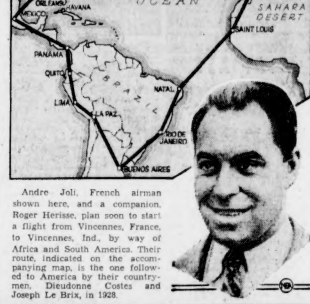 OCEAN
ORLEANS
HAVANA
MEXICO
SAHARA
DESERT
SAINT LOUIS
PANAMA
QUITO
NATAL
BRAZIL
LIMA
LA PAZ
RIO DE
JANEIRO
BUENOS AIRES
Andre Joli, French airman
shown here, and a companion,
Roger Herisse, plan soon to start
a flight from Vincennes, France,
to Vincennes, Ind., by way of
Africa and South America. Their
route, indicated on the accom-
panying map, is the one follow-
ed to America by their country-
men, Dieudonne Costes and
Joseph Le Brix, in 1928.
NEA